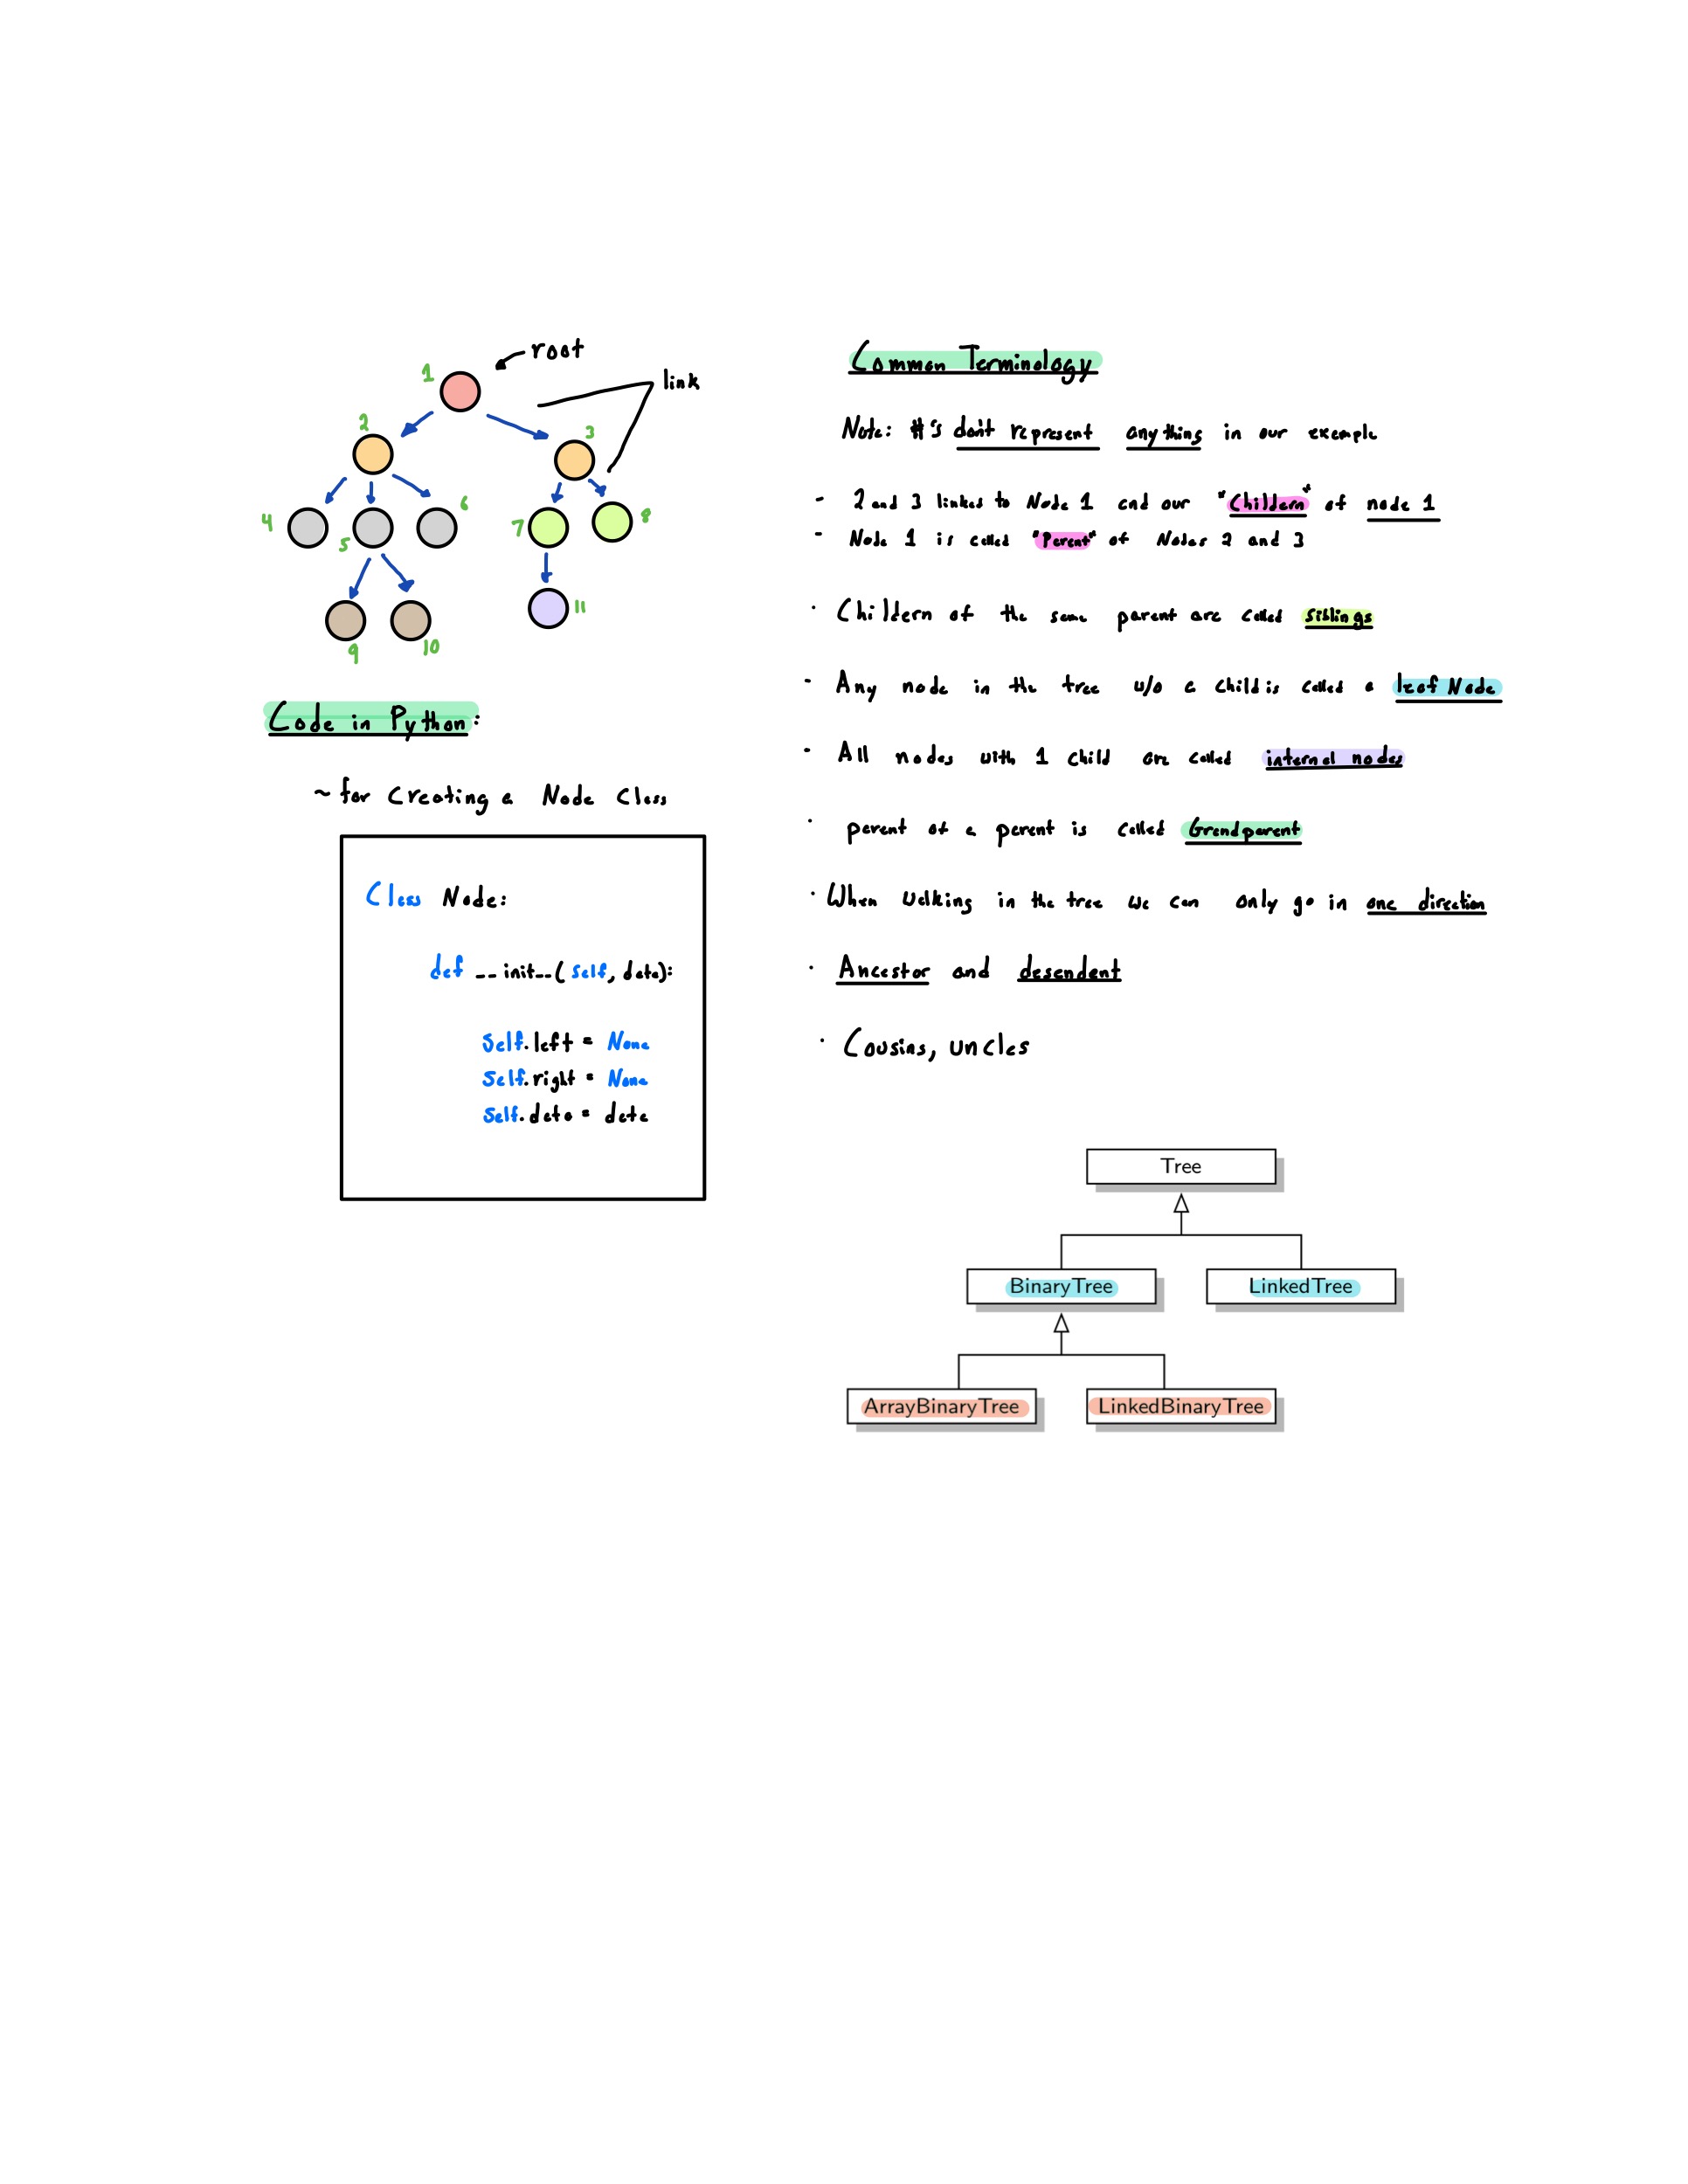 root
1
link
2
3
4
5
6
7
8
9
10
11
Code in Python:
~ for Creating a Node Class
Class Node:
def __init__(self, data):
Self.left = None
Self.right = None
Self.data = data
Common Terminology
Note: #'s don't represent anything in our example
- 2 and 3 linked to Node 1 and our "Childern" of node 1
- Node 1 is called "Parent" of Nodes 2 and 3
· Childern of the same parent are called siblings
- Any node in the tree w/o a child is called a leaf Node
- All nodes with 1 child are called internal nodes
· parent of a parent is called Grandparent
· When walking in the tree we can only go in one direction
· Ancestor and desendent
· Cousins, uncles
Tree
BinaryTree LinkedTree
ArrayBinaryTree LinkedBinaryTree